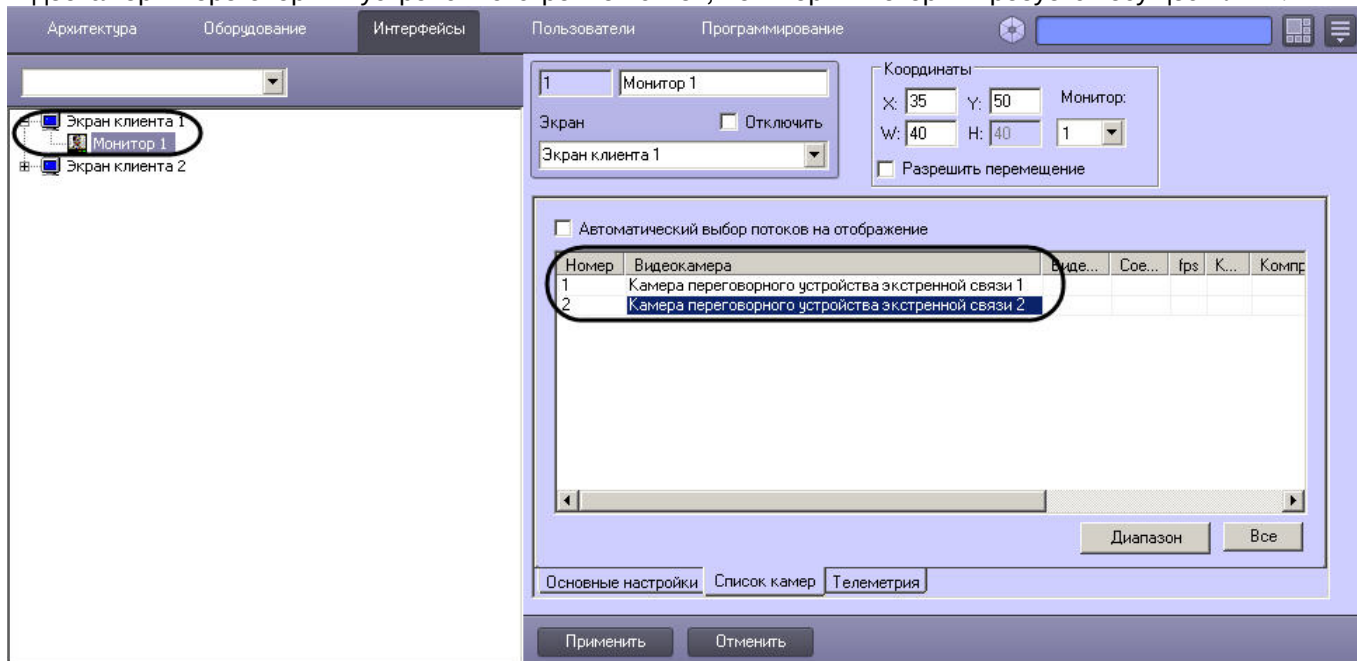 Архитектура Оборудование Интерфейсы Пользователи Программирование
Экран клиента 1
Монитор 1
Экран клиента 2
1 Монитор 1
Экран Отключить
Экран клиента 1
Координаты
X: 35 Y: 50 Монитор:
W: 40 H: 40 1
Разрешить перемещение
Автоматический выбор потоков на отображение
Номер Видеокамера Виде... Сое... fps К... Компр
1 Камера переговорного устройства экстренной связи 1
2 Камера переговорного устройства экстренной связи 2
Диапазон Все
Основные настройки Список камер Телеметрия
Применить Отменить